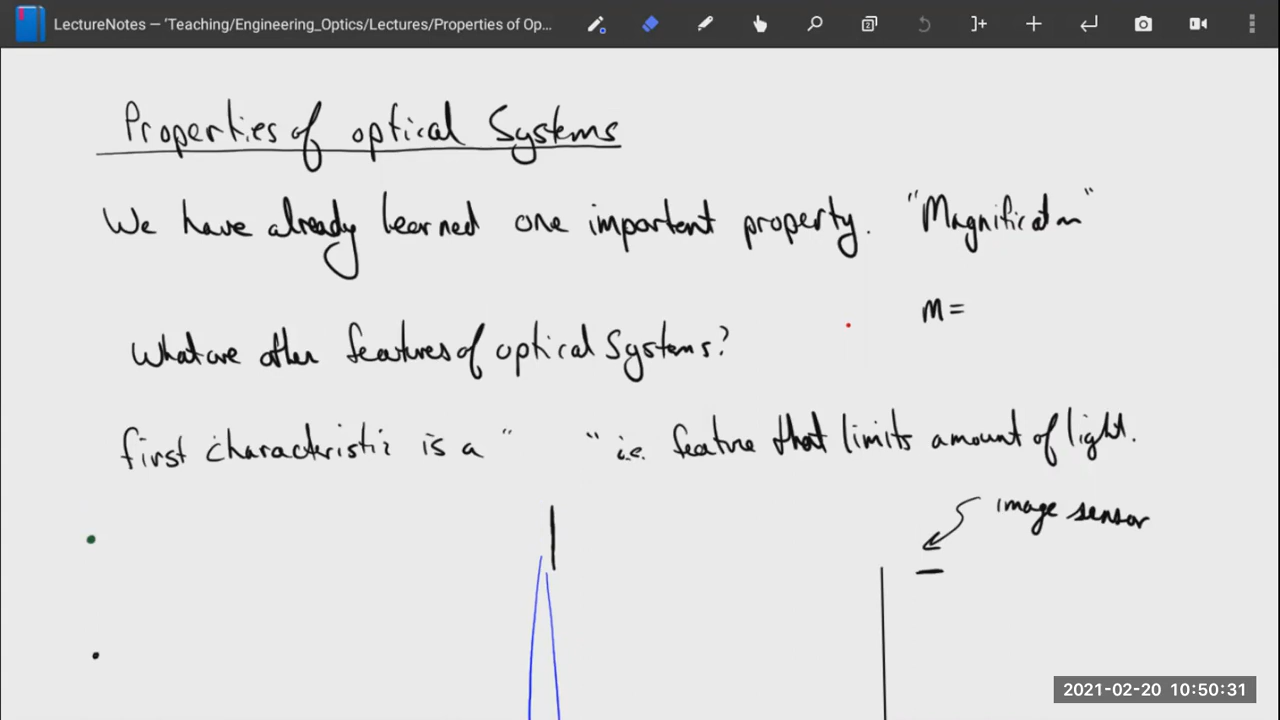 LectureNotes — ‘Teaching/Engineering_Optics/Lectures/Properties of Op...
Properties of optical Systems
We have already learned one important property. "Magnification"
M =
What are other features of optical Systems?
first characteristic is a " " i.e. feature that limits amount of light.
image sensor
2021-02-20 10:50:31